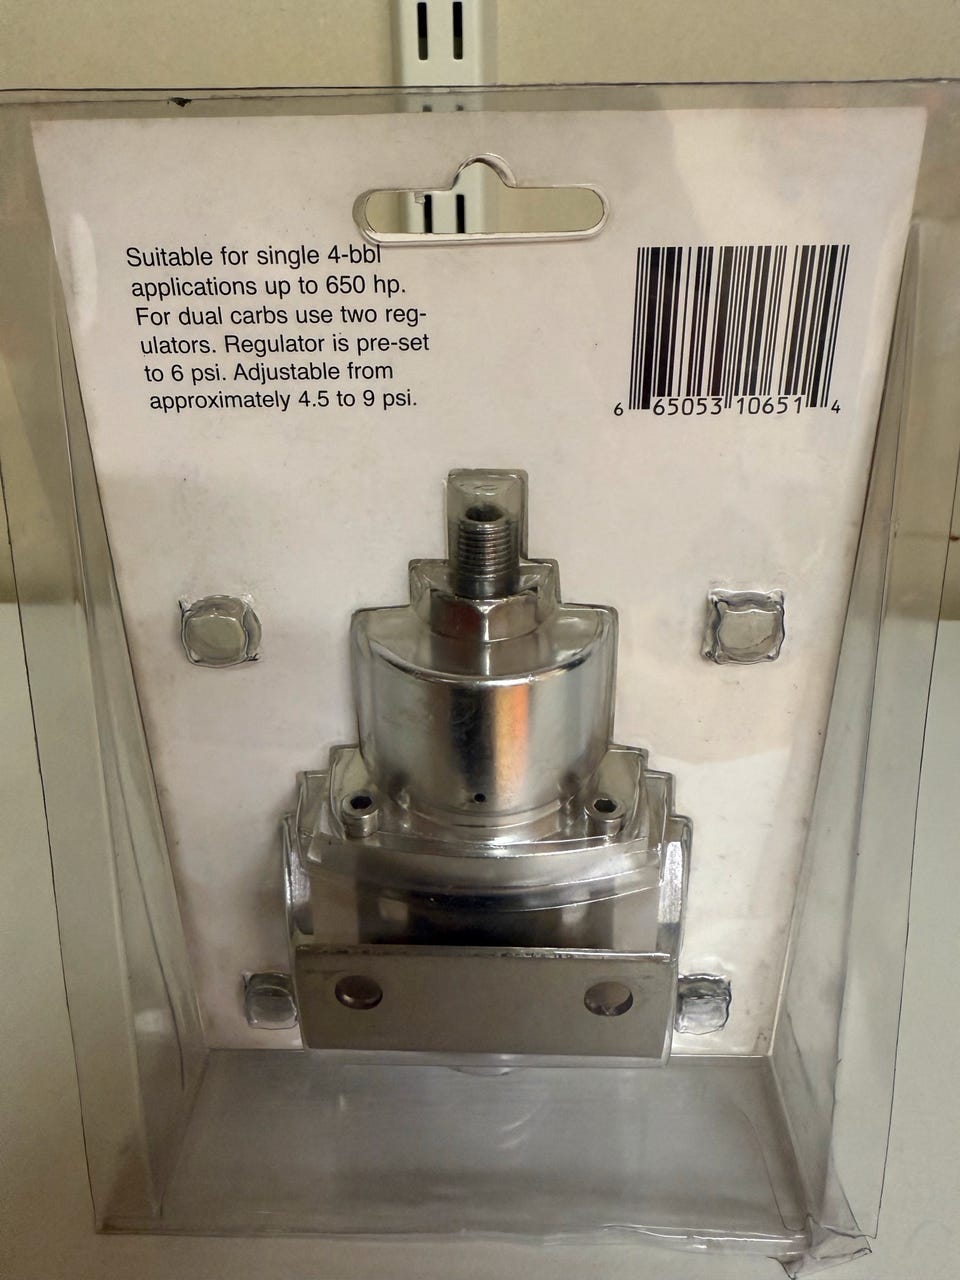 Suitable for single 4-bbl
applications up to 650 hp.
For dual carbs use two reg-
ulators. Regulator is pre-set
to 6 psi. Adjustable from
approximately 4.5 to 9 psi.
6 65053 10651 4